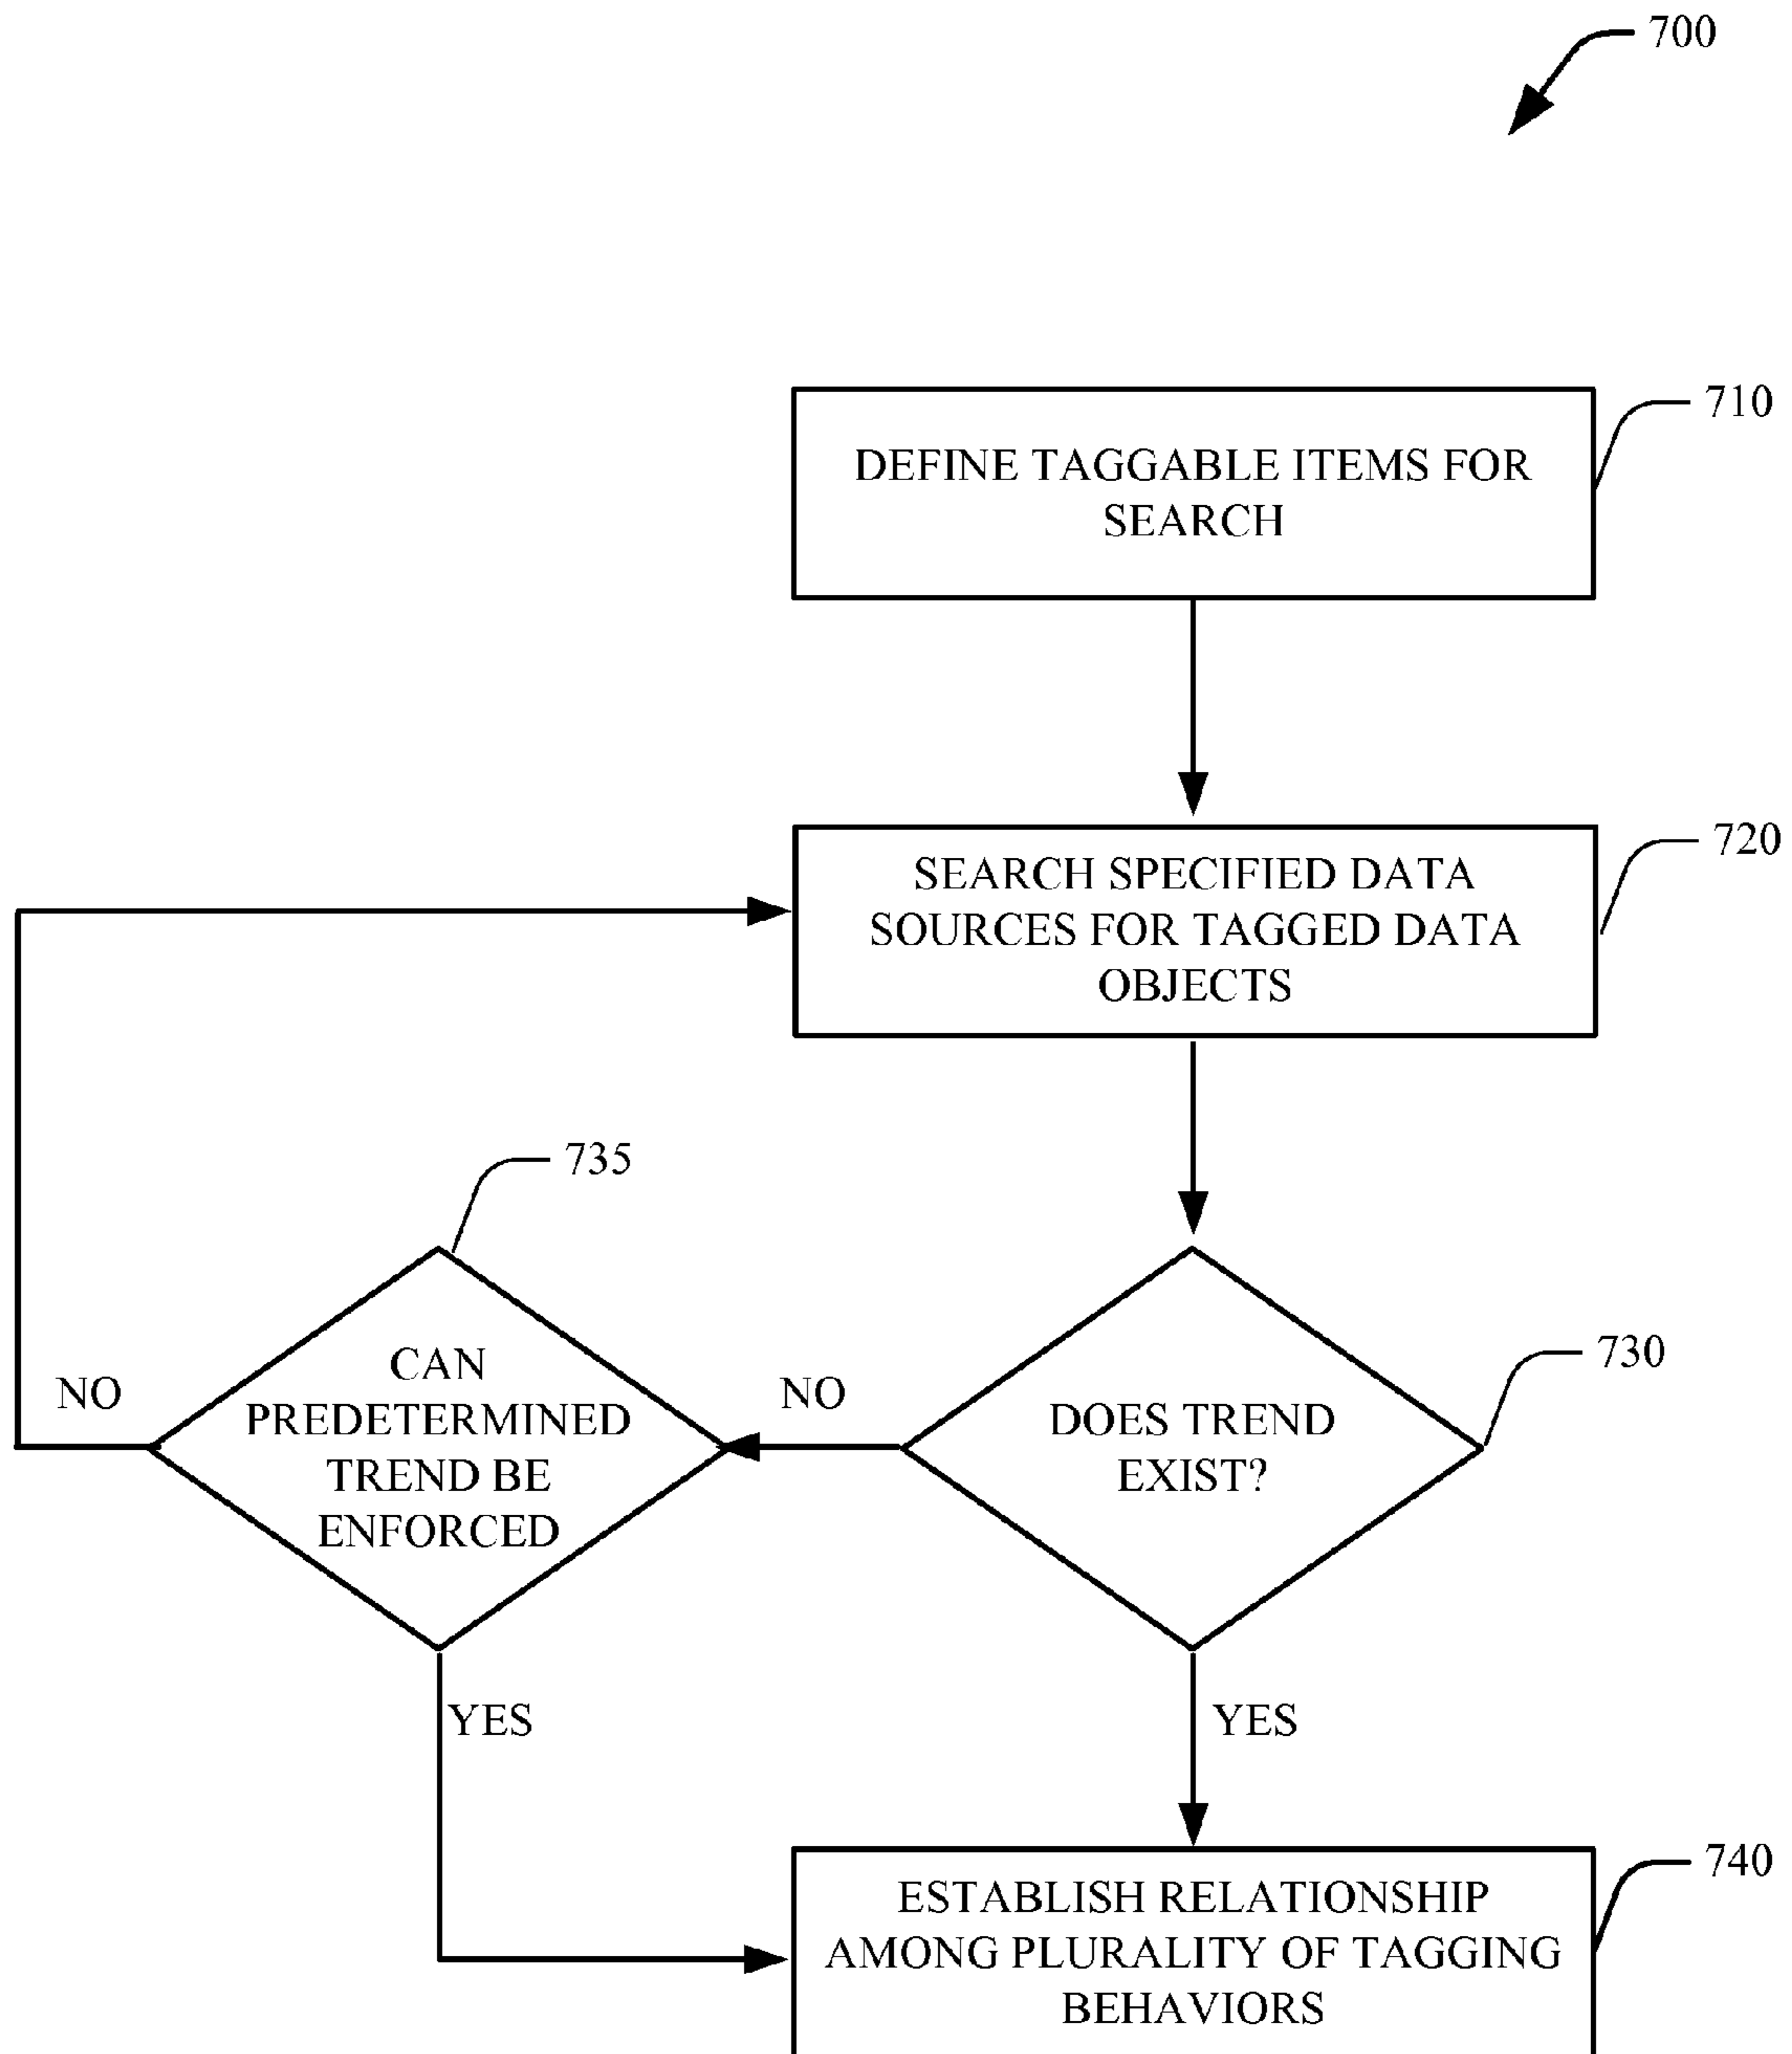 700
710
DEFINE TAGGABLE ITEMS FOR
SEARCH
720
SEARCH SPECIFIED DATA
SOURCES FOR TAGGED DATA
OBJECTS
735
730
CAN
PREDETERMINED
TREND BE
ENFORCED
NO
NO
DOES TREND
EXIST?
YES
YES
740
ESTABLISH RELATIONSHIP
AMONG PLURALITY OF TAGGING
BEHAVIORS